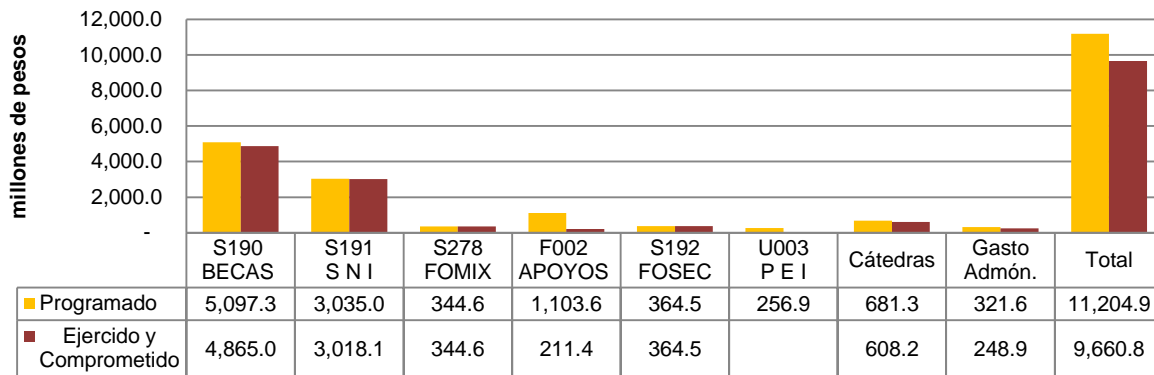 millones de pesos
12,000.0
10,000.0
8,000.0
6,000.0
4,000.0
2,000.0
-
S190 BECAS
S191 S N I
S278 FOMIX
F002 APOYOS
S192 FOSEC
U003 P E I
Cátedras
Gasto Admón.
Total
Programado 5,097.3 3,035.0 344.6 1,103.6 364.5 256.9 681.3 321.6 11,204.9
Ejercido y
Comprometido 4,865.0 3,018.1 344.6 211.4 364.5 608.2 248.9 9,660.8